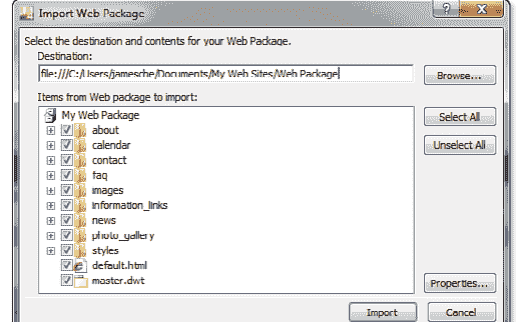 Import Web Package
?
X
Select the destination and contents for your Web Package.
Destination:
file:///C:/Users/jamesche/Documents/My Web Sites/Web Package
Browse...
Items from Web package to import:
My Web Package
Select All
about
calendar
Unselect All
contact
faq
images
information_links
news
photo_gallery
styles
default.html
master.dwt
Properties...
Import
Cancel